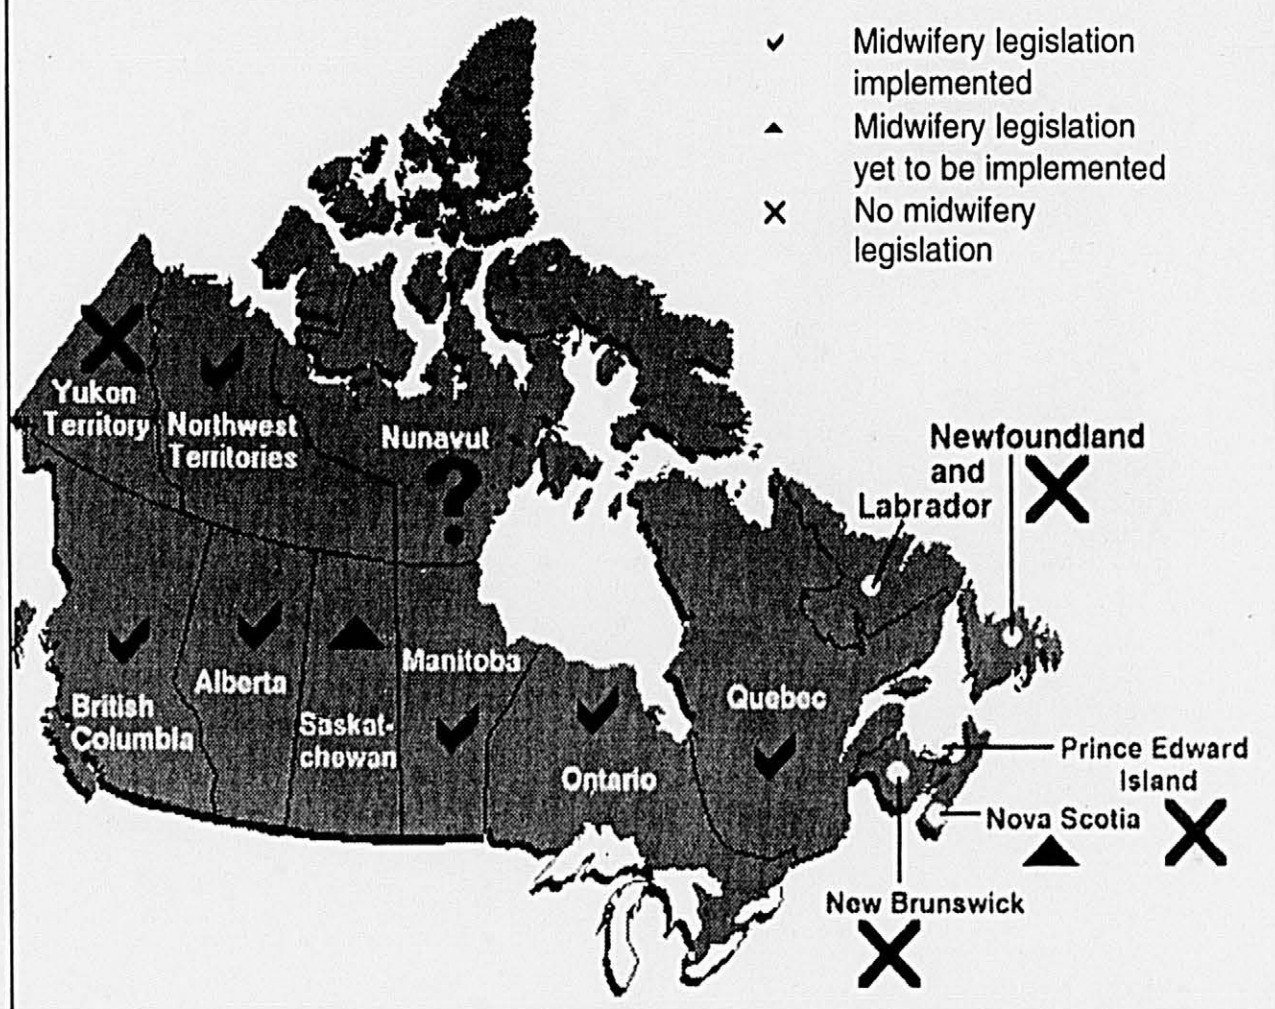 Midwifery legislation
implemented
Midwifery legislation
yet to be implemented
No midwifery
legislation
Yukon
Territory
Northwest
Territories
Nunavut
?
Newfoundland
and
Labrador
British
Columbia
Alberta
Saskat-
chewan
Manitoba
Ontario
Quebec
Prince Edward
Island
Nova Scotia
New Brunswick